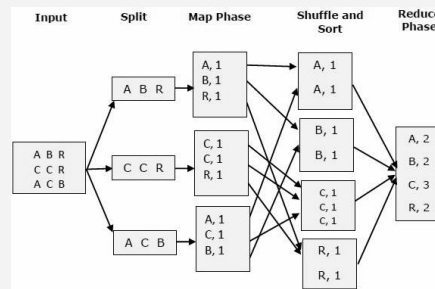 Input
Split
Map Phase
Shuffle and
Sort
Reduce
Phase
A B R
C C R
A C B
A B R
C C R
A C B
A, 1
B, 1
R, 1
C, 1
C, 1
R, 1
A, 1
C, 1
B, 1
A, 1
A, 1
B, 1
B, 1
C, 1
C, 1
C, 1
R, 1
R, 1
A, 2
B, 2
C, 3
R, 2